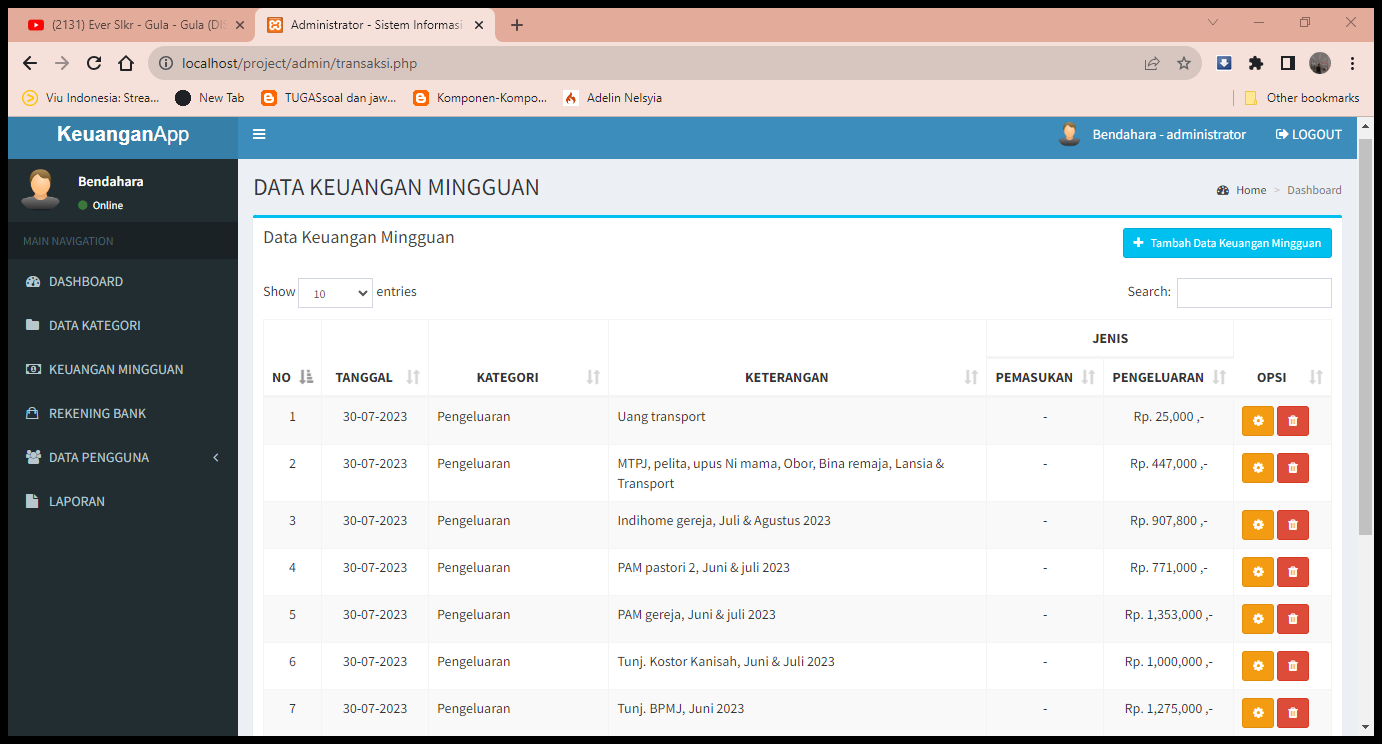 (2131) Ever Slkr - Gula - Gula (DIS
Administrator - Sistem Informasi
localhost/project/admin/transaksi.php
Viu Indonesia: Strea...
New Tab
TUGASsoal dan jaw...
Komponen-Kompo...
Adelin Nelsyia
Other bookmarks
KeuanganApp
Bendahara - administrator
LOGOUT
Bendahara
Online
MAIN NAVIGATION
DASHBOARD
DATA KATEGORI
KEUANGAN MINGGUAN
REKENING BANK
DATA PENGGUNA
LAPORAN
DATA KEUANGAN MINGGUAN
Home > Dashboard
Data Keuangan Mingguan
Tambah Data Keuangan Mingguan
Show 10 entries
Search:
JENIS
NO TANGGAL KATEGORI KETERANGAN PEMASUKAN PENGELUARAN OPSI
1 30-07-2023 Pengeluaran Uang transport - Rp. 25,000 ,-
2 30-07-2023 Pengeluaran MTPJ, pelita, upus Ni mama, Obor, Bina remaja, Lansia & - Rp. 447,000 ,-
Transport
3 30-07-2023 Pengeluaran Indihome gereja, Juli & Agustus 2023 - Rp. 907,800 ,-
4 30-07-2023 Pengeluaran PAM pastori 2, Juni & juli 2023 - Rp. 771,000 ,-
5 30-07-2023 Pengeluaran PAM gereja, Juni & juli 2023 - Rp. 1,353,000 ,-
6 30-07-2023 Pengeluaran Tunj. Kostor Kanisah, Juni & Juli 2023 - Rp. 1,000,000 ,-
7 30-07-2023 Pengeluaran Tunj. BPMJ, Juni 2023 - Rp. 1,275,000 ,-